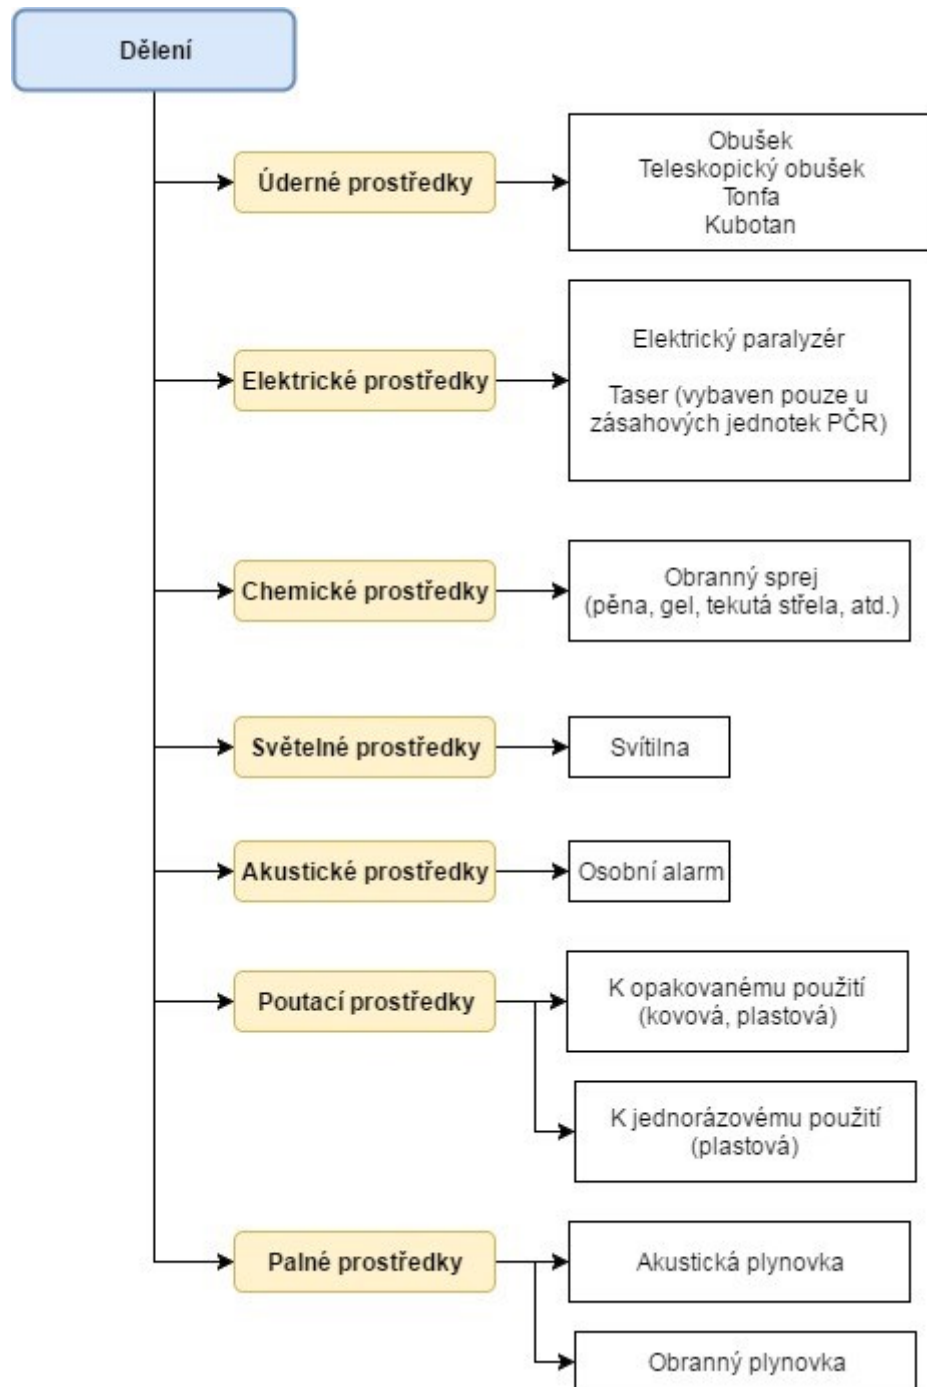 Dělení
Úderné prostředky
Obušek
Teleskopický obušek
Tonfa
Kubotan
Elektrické prostředky
Elektrický paralyzér
Taser (vybaven pouze u
zásahových jednotek PČR)
Chemické prostředky
Obranný sprej
(pěna, gel, tekutá střela, atd.)
Světelné prostředky
Svítilna
Akustické prostředky
Osobní alarm
Poutací prostředky
K opakovanému použití
(kovová, plastová)
K jednorázovému použití
(plastová)
Palné prostředky
Akustická plynovka
Obranný plynovka